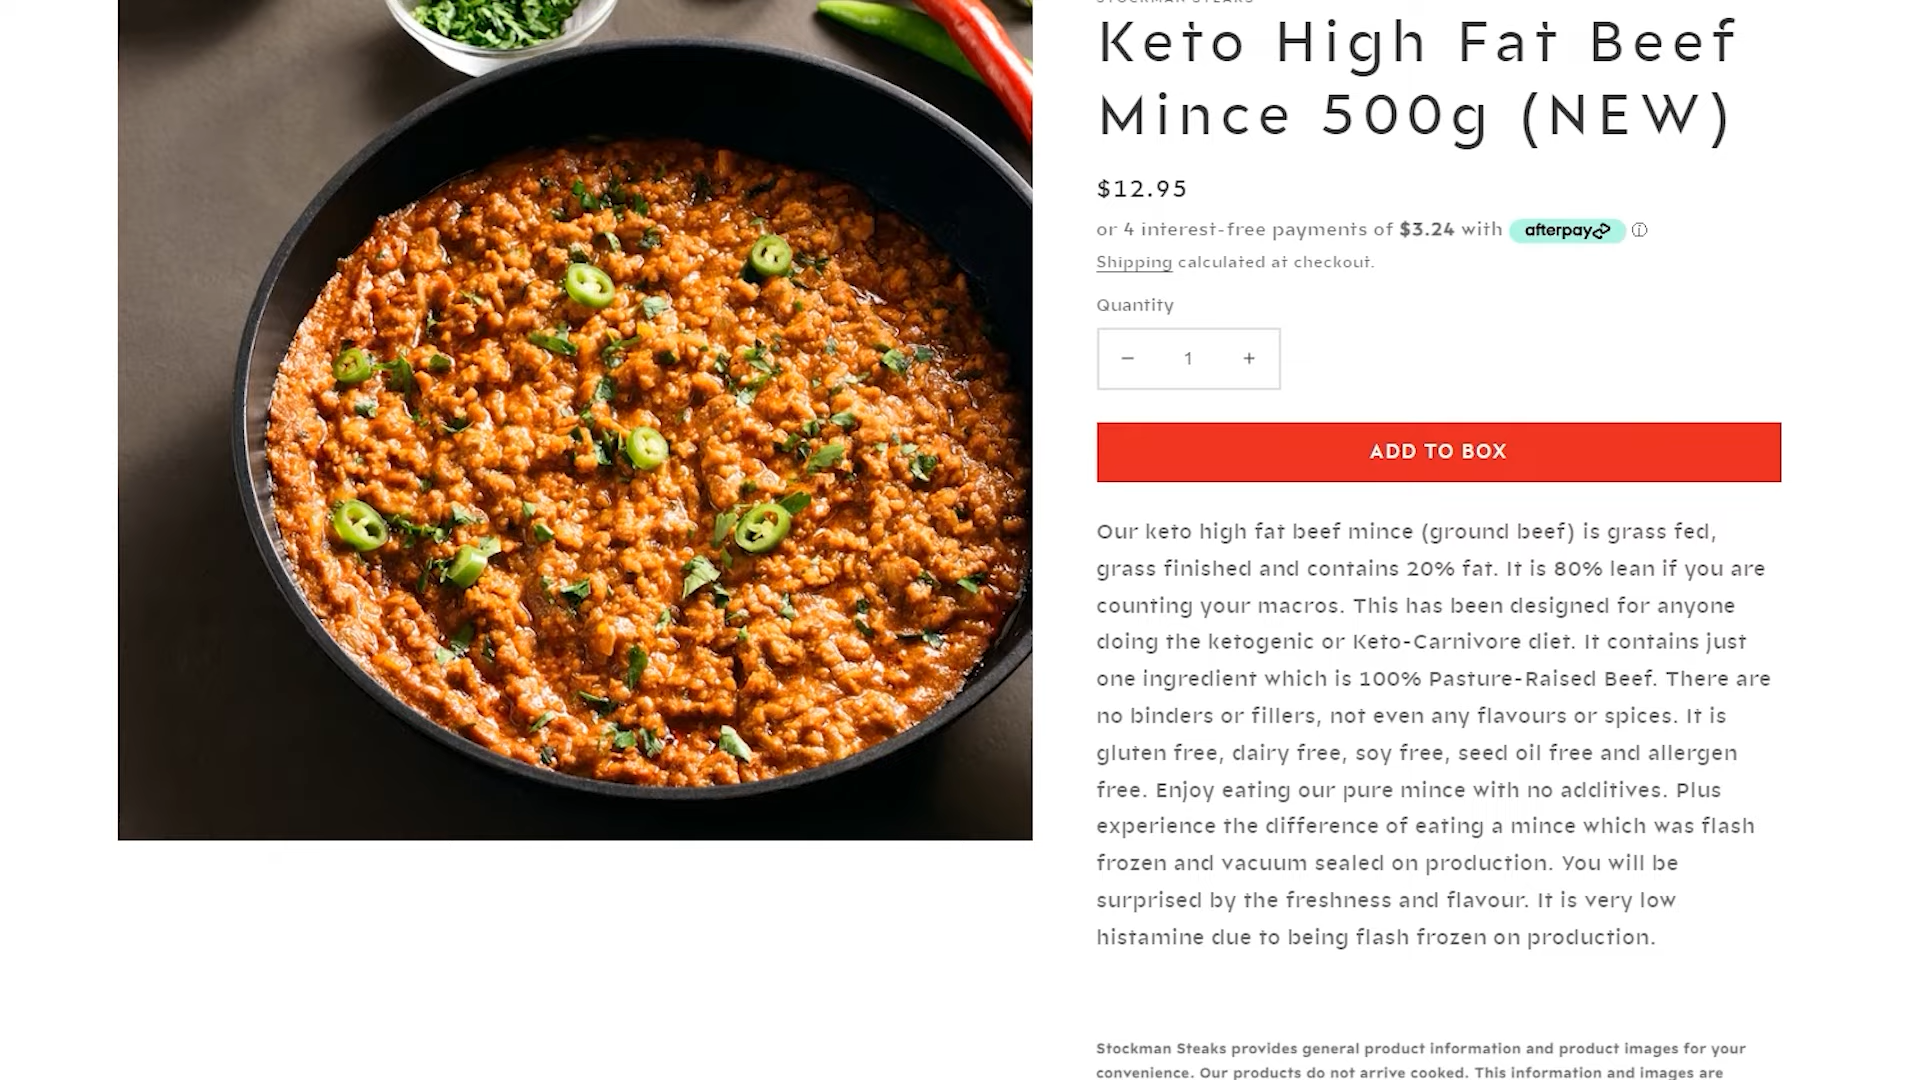 STOCKMAN STEAKS
Keto High Fat Beef
Mince 500g (NEW)
$12.95
or 4 interest-free payments of $3.24 with afterpay
Shipping calculated at checkout.
Quantity
− 1 +
ADD TO BOX
Our keto high fat beef mince (ground beef) is grass fed,
grass finished and contains 20% fat. It is 80% lean if you are
counting your macros. This has been designed for anyone
doing the ketogenic or Keto-Carnivore diet. It contains just
one ingredient which is 100% Pasture-Raised Beef. There are
no binders or fillers, not even any flavours or spices. It is
gluten free, dairy free, soy free, seed oil free and allergen
free. Enjoy eating our pure mince with no additives. Plus
experience the difference of eating a mince which was flash
frozen and vacuum sealed on production. You will be
surprised by the freshness and flavour. It is very low
histamine due to being flash frozen on production.
Stockman Steaks provides general product information and product images for your
convenience. Our products do not arrive cooked. This information and images are